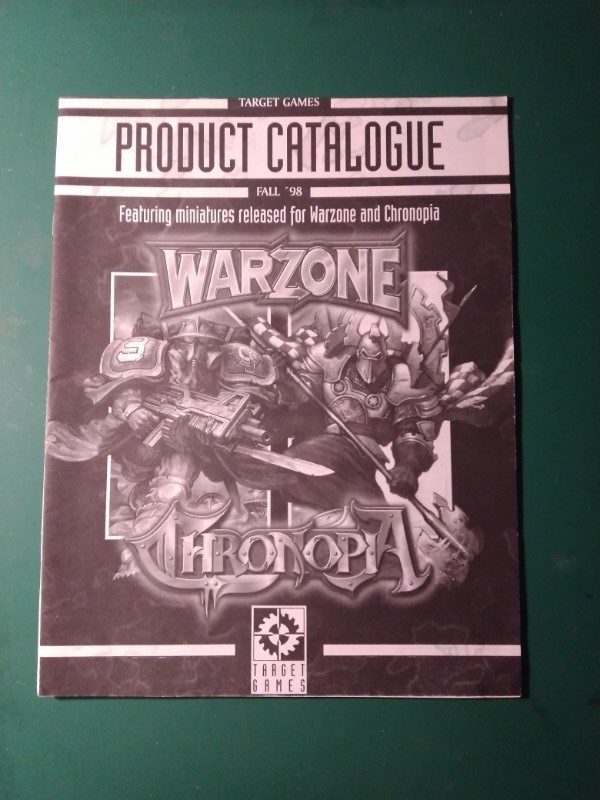 TARGET GAMES
PRODUCT CATALOGUE
FALL ´98
Featuring miniatures released for Warzone and Chronopia
WARZONE
CHRONOPIA
TARGET
GAMES